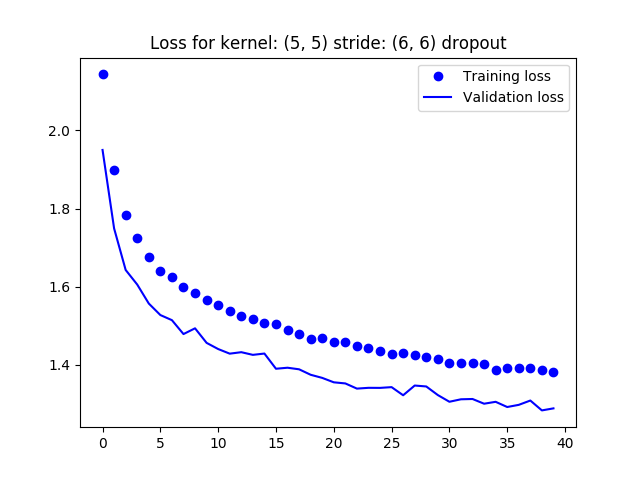 Loss for kernel: (5, 5) stride: (6, 6) dropout
Training loss
Validation loss
2.0
1.8
1.6
1.4
0 5 10 15 20 25 30 35 40